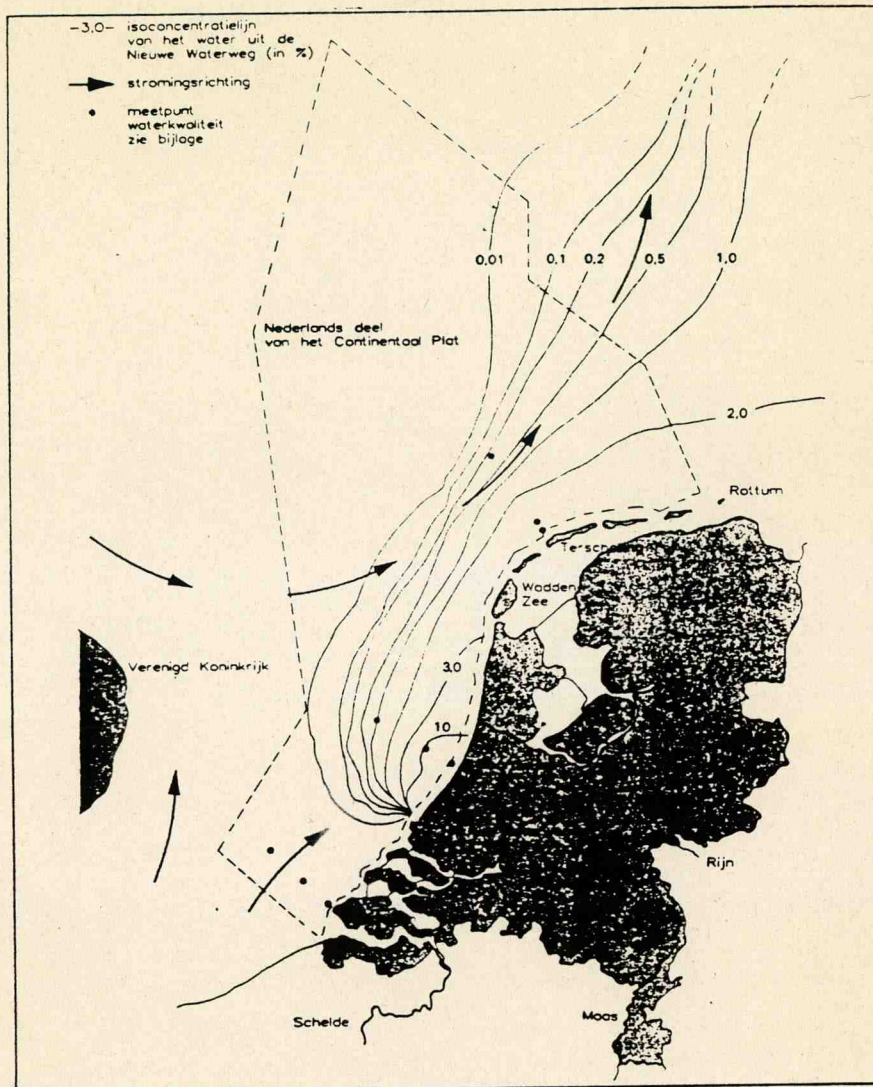 -3,0- isoconcentratielijn
van het water uit de
Nieuwe Waterweg (in %)
stromingsrichting
meetpunt
waterkwaliteit
zie bijlage
0,01
0,1
0,2
0,5
1,0
Nederlands deel
van het Continentaal Plat
2,0
Rottum
Terschelling
Wadden
Zee
3,0
Verenigd Koninkrijk
10
Rijn
Schelde
Maas